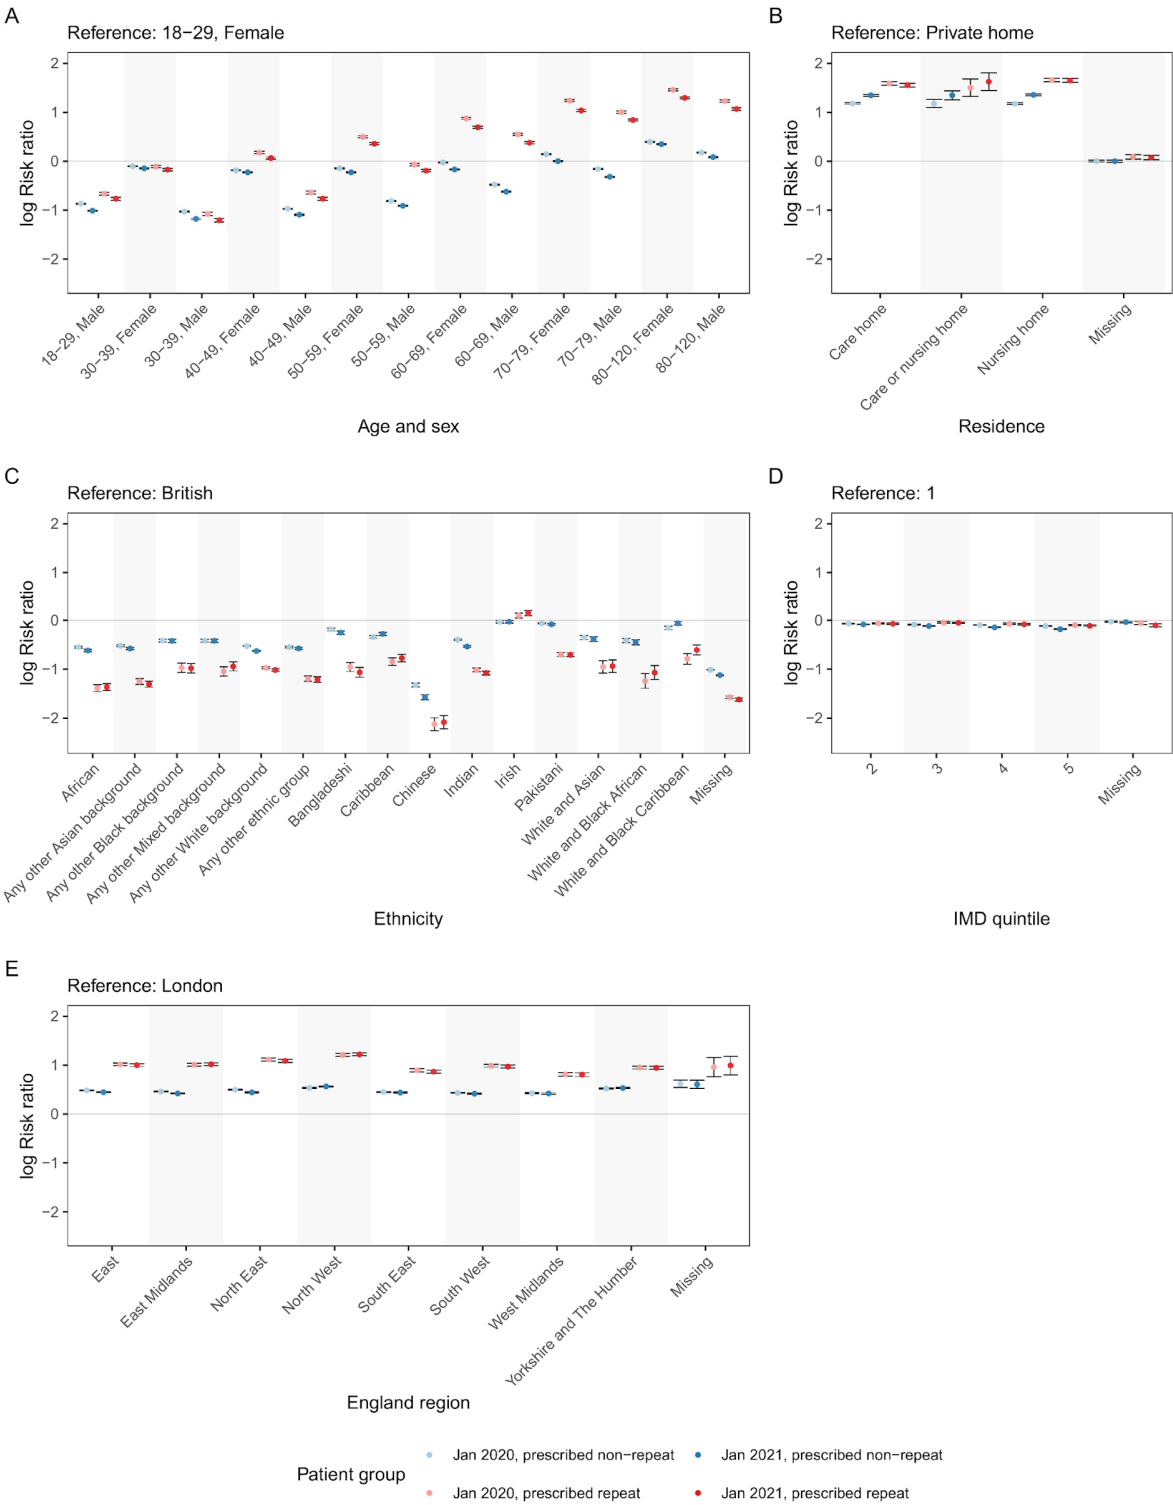 A
Reference: 18−29, Female
log Risk ratio
2
1
0
−1
−2
18−29, Male
30−39, Female
30−39, Male
40−49, Female
40−49, Male
50−59, Female
50−59, Male
60−69, Female
60−69, Male
70−79, Female
70−79, Male
80−120, Female
80−120, Male
Age and sex
B
Reference: Private home
log Risk ratio
2
1
0
−1
−2
Care home
Care or nursing home
Nursing home
Missing
Residence
C
Reference: British
log Risk ratio
2
1
0
−1
−2
African
Any other Asian background
Any other Black background
Any other Mixed background
Any other White background
Any other ethnic group
Bangladeshi
Caribbean
Chinese
Indian
Irish
Pakistani
White and Asian
White and Black African
White and Black Caribbean
Missing
Ethnicity
D
Reference: 1
log Risk ratio
2
1
0
−1
−2
2
3
4
5
Missing
IMD quintile
E
Reference: London
log Risk ratio
2
1
0
−1
−2
East
East Midlands
North East
North West
South East
South West
West Midlands
Yorkshire and The Humber
Missing
England region
Patient group
Jan 2020, prescribed non−repeat
Jan 2021, prescribed non−repeat
Jan 2020, prescribed repeat
Jan 2021, prescribed repeat